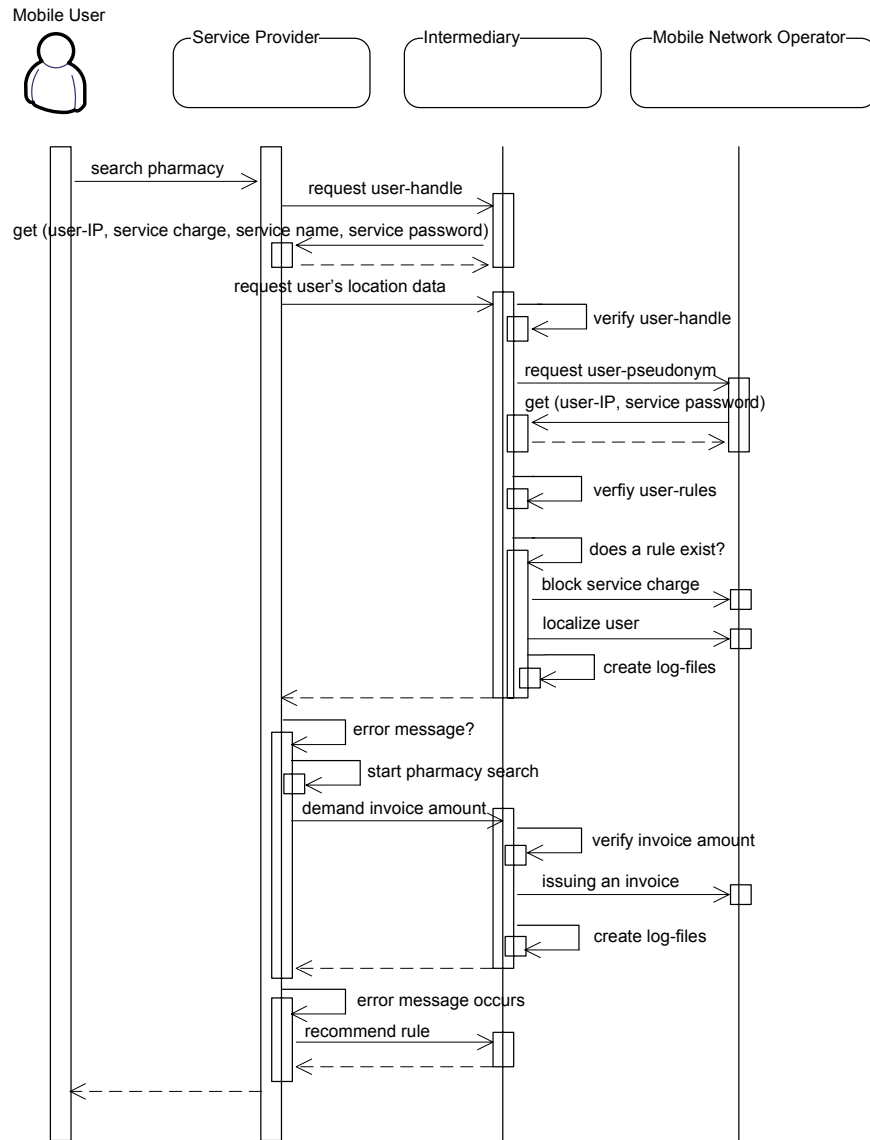 Mobile User
Service Provider
Intermediary
Mobile Network Operator
search pharmacy
request user-handle
get (user-IP, service charge, service name, service password)
request user's location data
verify user-handle
request user-pseudonym
get (user-IP, service password)
verfiy user-rules
does a rule exist?
block service charge
localize user
create log-files
error message?
start pharmacy search
demand invoice amount
verify invoice amount
issuing an invoice
create log-files
error message occurs
recommend rule